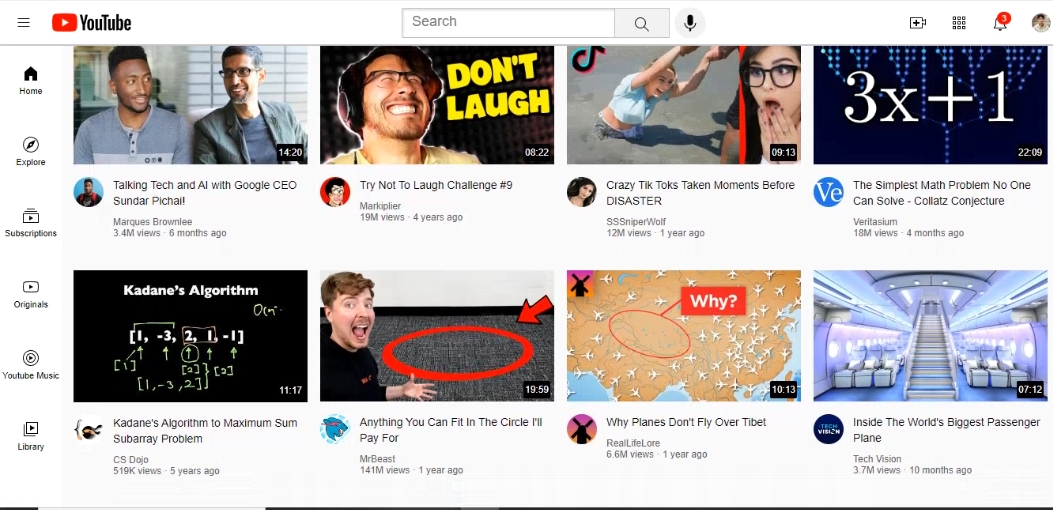 YouTube
Search
3
Home
Explore
Subscriptions
Originals
Youtube Music
Library
14:20
Talking Tech and AI with Google CEO
Sundar Pichai!
Marques Brownlee
3.4M views · 6 months ago
DON'T
LAUGH
08:22
Try Not To Laugh Challenge #9
Markiplier
19M views · 4 years ago
09:13
Crazy Tik Toks Taken Moments Before
DISASTER
SSSniperWolf
12M views · 1 year ago
3x+1
22:09
Ve
The Simplest Math Problem No One
Can Solve - Collatz Conjecture
Veritasium
18M views · 4 months ago
Kadane's Algorithm
[1, -3, 2, 1, -1]
[1]
[2]
[2]
[1,-3,2]
11:17
Kadane's Algorithm to Maximum Sum
Subarray Problem
CS Dojo
519K views · 5 years ago
19:59
Anything You Can Fit In The Circle I'll
Pay For
MrBeast
141M views · 1 year ago
Why?
10:13
Why Planes Don't Fly Over Tibet
RealLifeLore
6.6M views · 1 year ago
07:12
TECH
VISION
Inside The World's Biggest Passenger
Plane
Tech Vision
3.7M views · 10 months ago